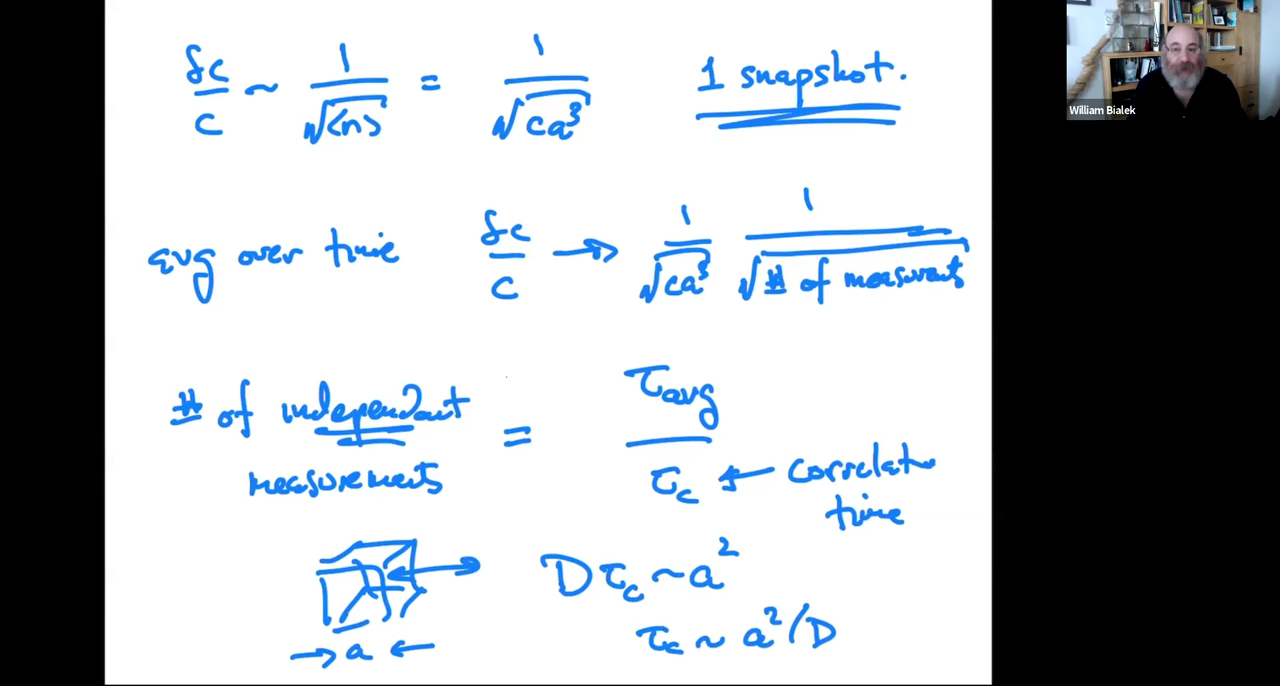 δc/c ~ 1/√⟨n⟩ = 1/√(ca³) 1 snapshot.
William Bialek
avg over time δc/c → 1/√(ca³) 1/√(# of measurements)
# of independent measurements = τavg/τc ← correlation time
Dτc ~ a²
→ a ←
τc ~ a²/D